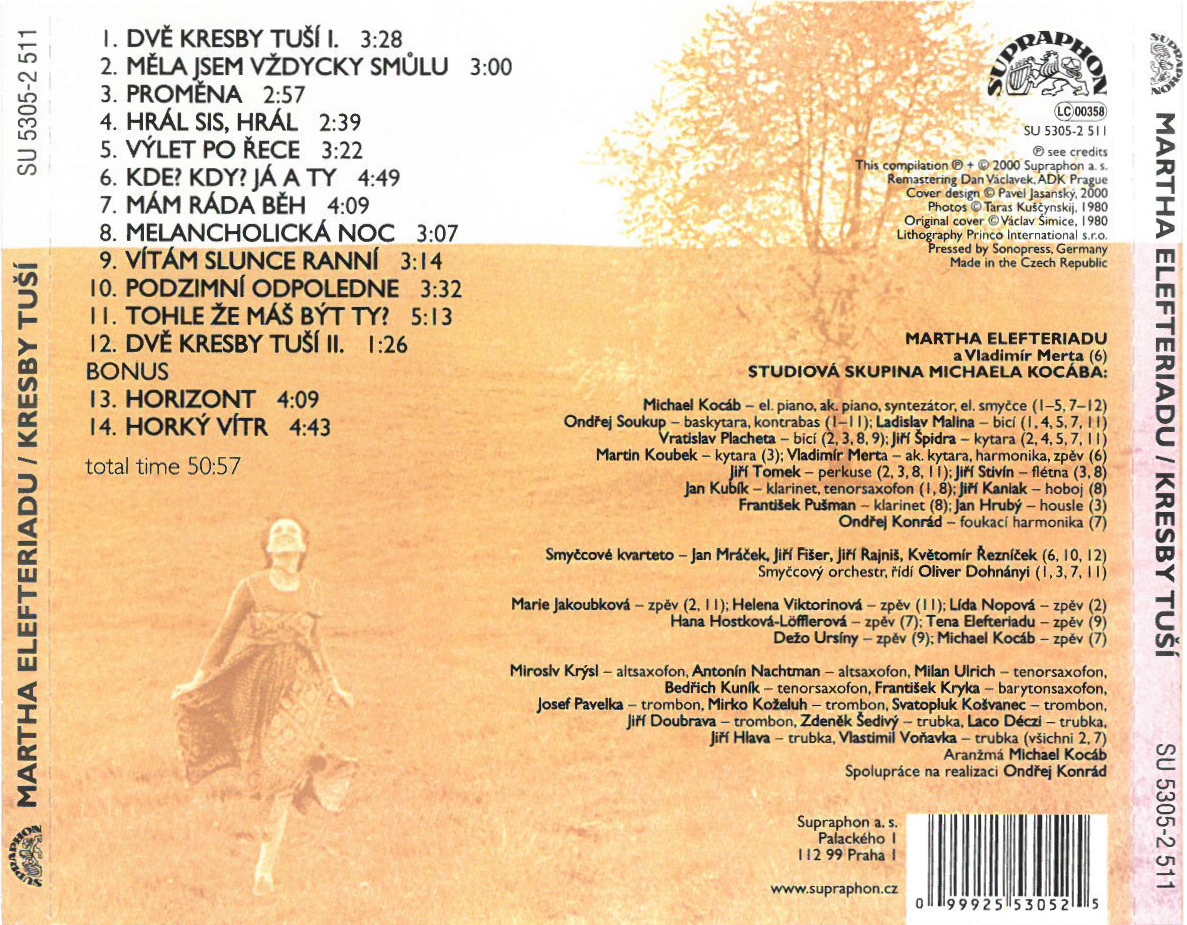 SU 5305-2 511
MARTHA ELEFTERIADU / KRESBY TUŠÍ
SUPRAPHON
1. DVĚ KRESBY TUŠÍ I. 3:28
2. MĚLA JSEM VŽDYCKY SMŮLU 3:00
3. PROMĚNA 2:57
4. HRÁL SIS, HRÁL 2:39
5. VÝLET PO ŘECE 3:22
6. KDE? KDY? JÁ A TY 4:49
7. MÁM RÁDA BĚH 4:09
8. MELANCHOLICKÁ NOC 3:07
9. VÍTÁM SLUNCE RANNÍ 3:14
10. PODZIMNÍ ODPOLEDNE 3:32
11. TOHLE ŽE MÁŠ BÝT TY? 5:13
12. DVĚ KRESBY TUŠÍ II. 1:26
BONUS
13. HORIZONT 4:09
14. HORKÝ VÍTR 4:43
total time 50:57
SUPRAPHON
LC 00358
SU 5305-2 511
℗ see credits
This compilation ℗ + © 2000 Supraphon a. s.
Remastering Dan Václavek, ADK Prague
Cover design © Pavel Jasanský, 2000
Photos © Taras Kuščynskij, 1980
Original cover © Václav Simice, 1980
Lithography Princo International s.r.o.
Pressed by Sonopress, Germany
Made in the Czech Republic
MARTHA ELEFTERIADU
a Vladimír Merta (6)
STUDIOVÁ SKUPINA MICHAELA KOCÁBA:
Michael Kocáb – el. piano, ak. piano, syntezátor, el. smyčce (1–5, 7–12)
Ondřej Soukup – baskytara, kontrabas (1–11); Ladislav Malina – bicí (1, 4, 5, 7, 11)
Vratislav Placheta – bicí (2, 3, 8, 9); Jiří Špidra – kytara (2, 4, 5, 7, 11)
Martin Koubek – kytara (3); Vladimír Merta – ak. kytara, harmonika, zpěv (6)
Jiří Tomek – perkuse (2, 3, 8, 11); Jiří Stivín – flétna (3, 8)
Jan Kubík – klarinet, tenorsaxofon (1, 8); Jiří Kaniak – hoboj (8)
František Pušman – klarinet (8); Jan Hrubý – housle (3)
Ondřej Konrád – foukací harmonika (7)
Smyčcové kvarteto – Jan Mráček, Jiří Fišer, Jiří Rajniš, Květomír Řezníček (6, 10, 12)
Smyčcový orchestr, řídí Oliver Dohnányi (1, 3, 7, 11)
Marie Jakoubková – zpěv (2, 11); Helena Viktorinová – zpěv (11); Lída Nopová – zpěv (2)
Hana Hostková-Löfflerová – zpěv (7); Tena Elefteriadu – zpěv (9)
Dežo Ursíny – zpěv (9); Michael Kocáb – zpěv (7)
Miroslv Krýsl – altsaxofon, Antonín Nachtman – altsaxofon, Milan Ulrich – tenorsaxofon,
Bedřich Kuník – tenorsaxofon, František Kryka – barytonsaxofon,
Josef Pavelka – trombon, Mirko Koželuh – trombon, Svatopluk Košvanec – trombon,
Jiří Doubrava – trombon, Zdeněk Šedivý – trubka, Laco Déczi – trubka,
Jiří Hlava – trubka, Vlastimil Voňavka – trubka (všichni 2, 7)
Aranžmá Michael Kocáb
Spolupráce na realizaci Ondřej Konrád
Supraphon a. s.
Palackého 1
112 99 Praha 1
www.supraphon.cz
0 99925 53052 5
SUPRAPHON
MARTHA ELEFTERIADU / KRESBY TUŠÍ
SU 5305-2 511